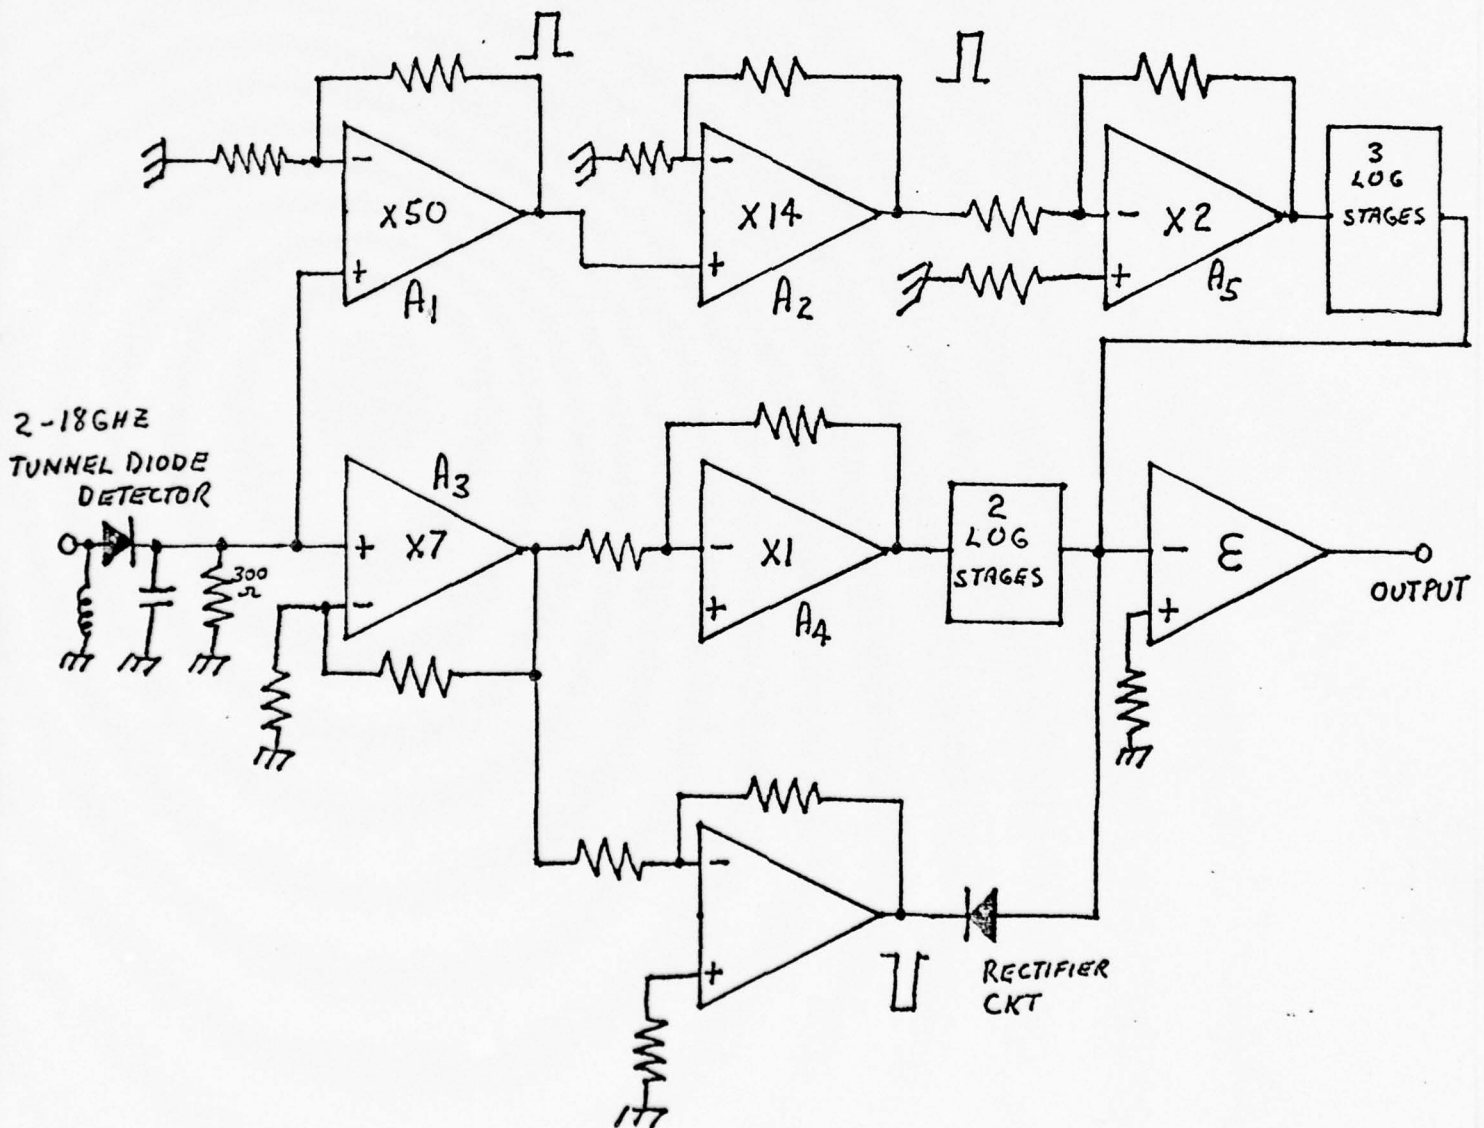 - X50 + A1
- X14 + A2
- X2 + A5
3 LOG STAGES
2-18GHZ
TUNNEL DIODE
DETECTOR
300
Ω
+ X7 - A3
- X1 + A4
2
LOG
STAGES
- Ɛ +
OUTPUT
- +
RECTIFIER
CKT